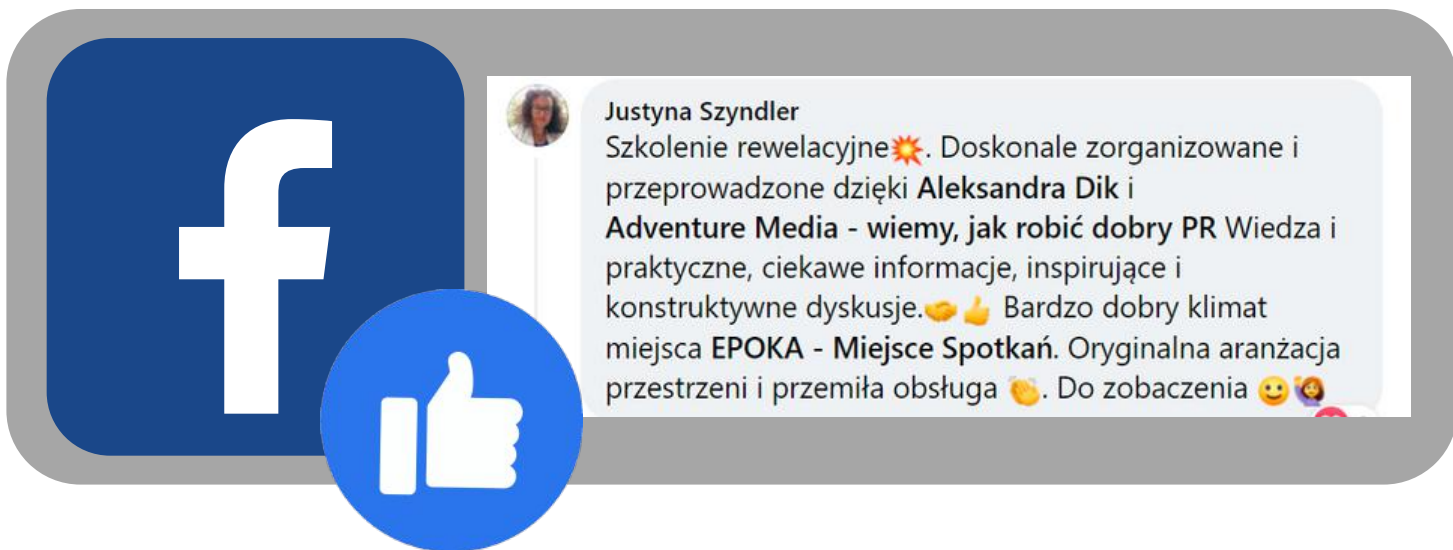 Justyna Szyndler
Szkolenie rewelacyjne💥. Doskonale zorganizowane i
przeprowadzone dzięki Aleksandra Dik i
Adventure Media - wiemy, jak robić dobry PR Wiedza i
praktyczne, ciekawe informacje, inspirujące i
konstruktywne dyskusje.🤝👍 Bardzo dobry klimat
miejsca EPOKA - Miejsce Spotkań. Oryginalna aranżacja
przestrzeni i przemiła obsługa 👏. Do zobaczenia 🙂🙋‍♀️